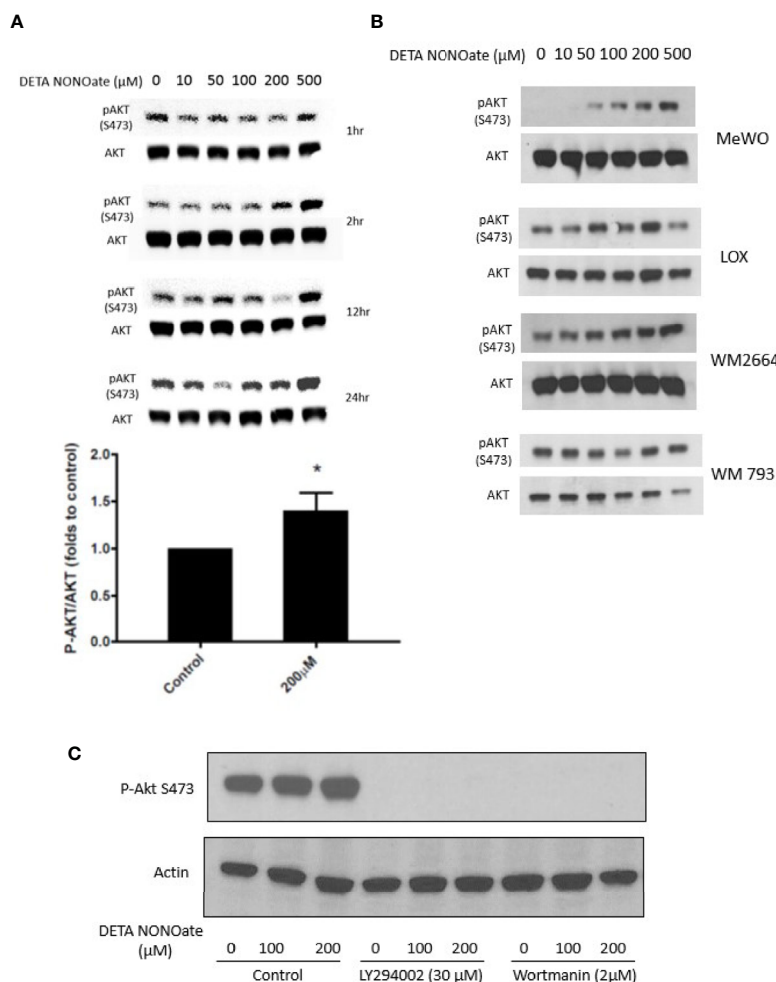 A
DETA NONOate (µM) 0 10 50 100 200 500
pAKT
(S473)
AKT
1hr
pAKT
(S473)
AKT
2hr
pAKT
(S473)
AKT
12hr
pAKT
(S473)
AKT
24hr
P-AKT/AKT (folds to control)
2.0
1.5
1.0
0.5
0.0
*
Control
200µM
B
DETA NONOate (µM) 0 10 50 100 200 500
pAKT
(S473)
AKT
MeWO
pAKT
(S473)
AKT
LOX
pAKT
(S473)
AKT
WM2664
pAKT
(S473)
AKT
WM 793
C
P-Akt S473
Actin
DETA NONOate
(µM)
0 100 200 0 100 200 0 100 200
Control LY294002 (30 µM) Wortmanin (2µM)